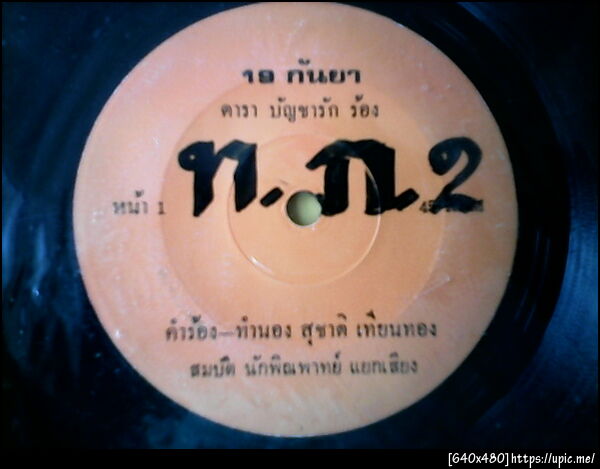 19 กันยา
ดารา บัญชารัก ร้อง
ท.ภ.2
หน้า 1
45
คำร้อง—ทำนอง สุชาติ เทียนทอง
สมบัติ นักพิณพาทย์ แยกเสียง
[640x480]https://upic.me/